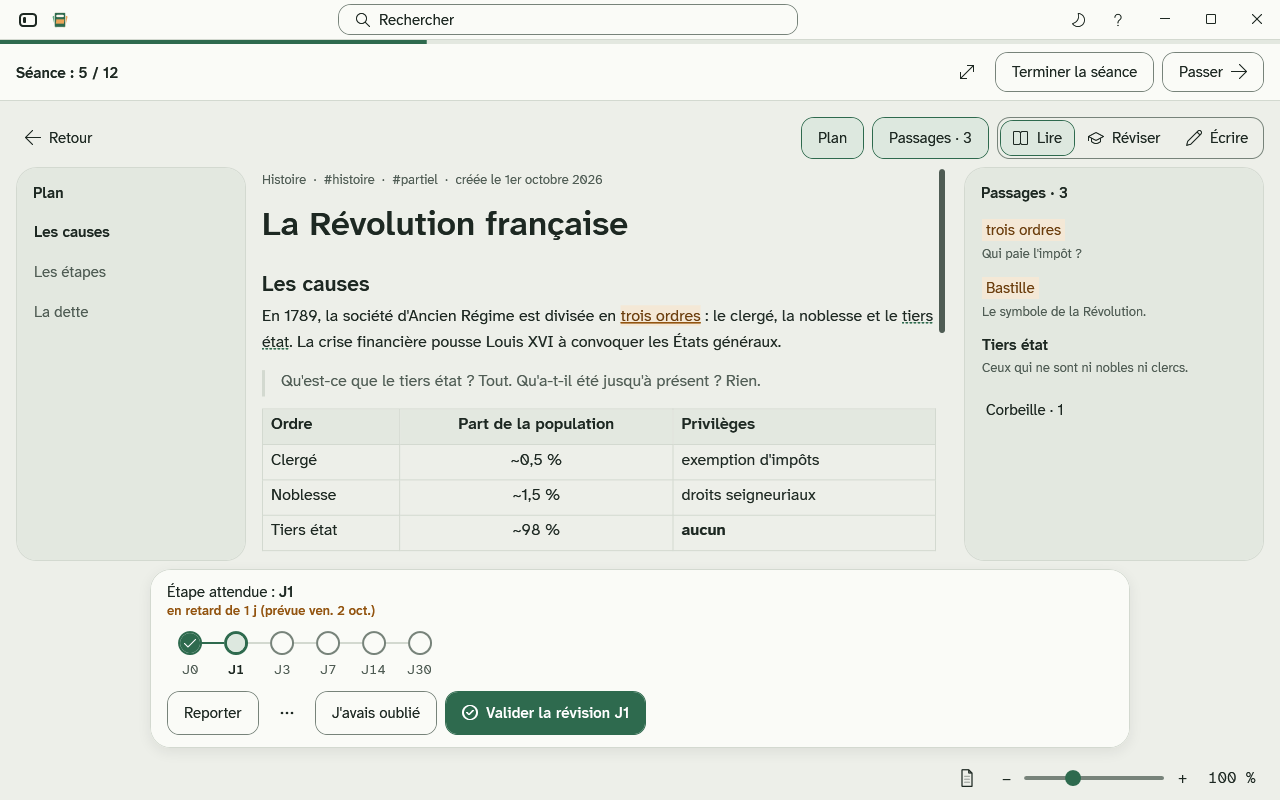 Rechercher
?
Séance : 5 / 12
Terminer la séance
Passer
Retour
Plan
Passages · 3
Lire
Réviser
Écrire
Plan
Les causes
Les étapes
La dette
Histoire · #histoire · #partiel · créée le 1er octobre 2026
La Révolution française
Les causes
En 1789, la société d'Ancien Régime est divisée en trois ordres : le clergé, la noblesse et le tiers
état. La crise financière pousse Louis XVI à convoquer les États généraux.
Qu'est-ce que le tiers état ? Tout. Qu'a-t-il été jusqu'à présent ? Rien.
Ordre Part de la population Privilèges
Clergé ~0,5 % exemption d'impôts
Noblesse ~1,5 % droits seigneuriaux
Tiers état ~98 % aucun
Passages · 3
trois ordres
Qui paie l'impôt ?
Bastille
Le symbole de la Révolution.
Tiers état
Ceux qui ne sont ni nobles ni clercs.
Corbeille · 1
Étape attendue : J1
en retard de 1 j (prévue ven. 2 oct.)
J0 J1 J3 J7 J14 J30
Reporter
···
J'avais oublié
Valider la révision J1
− + 100 %